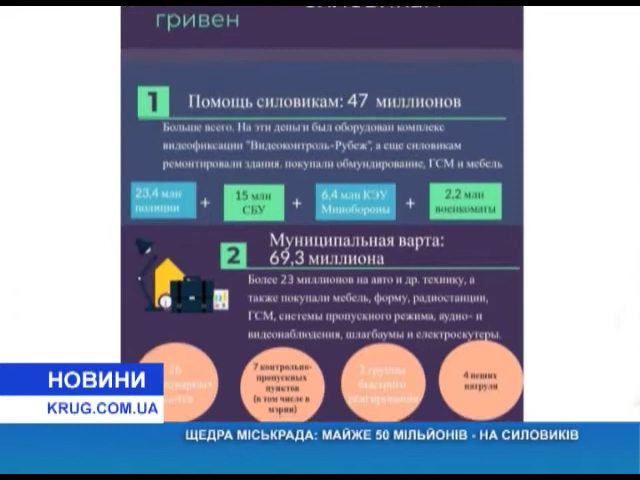 гривен
1
Помощь силовикам: 47 миллионов
Больше всего. На эти деньги был оборудован комплекс
видеофиксации "Видеоконтроль-Рубеж", а еще силовикам
ремонтировали здания. покупали обмундирование, ГСМ и мебель
23,4 млн
полиции
+
15 млн
СБУ
+
6,4 млн КЭУ
Минобороны
+
2,2 млн
военкоматы
2
Муниципальная варта:
69,3 миллиона
Более 23 миллионов на авто и др. технику, а
также покупали мебель, форму, радиостанции,
ГСМ, системы пропускного режима, аудио- и
видеонаблюдения, шлагбаумы и електроскутеры.
7 контрольно-
пропускных
пунктов
(в том числе в
мэрии)
группы
быстрого
реагирования
4 пеших
патруля
НОВИНИ
KRUG.COM.UA
ЩЕДРА МІСЬКРАДА: МАЙЖЕ 50 МІЛЬЙОНІВ - НА СИЛОВИКІВ